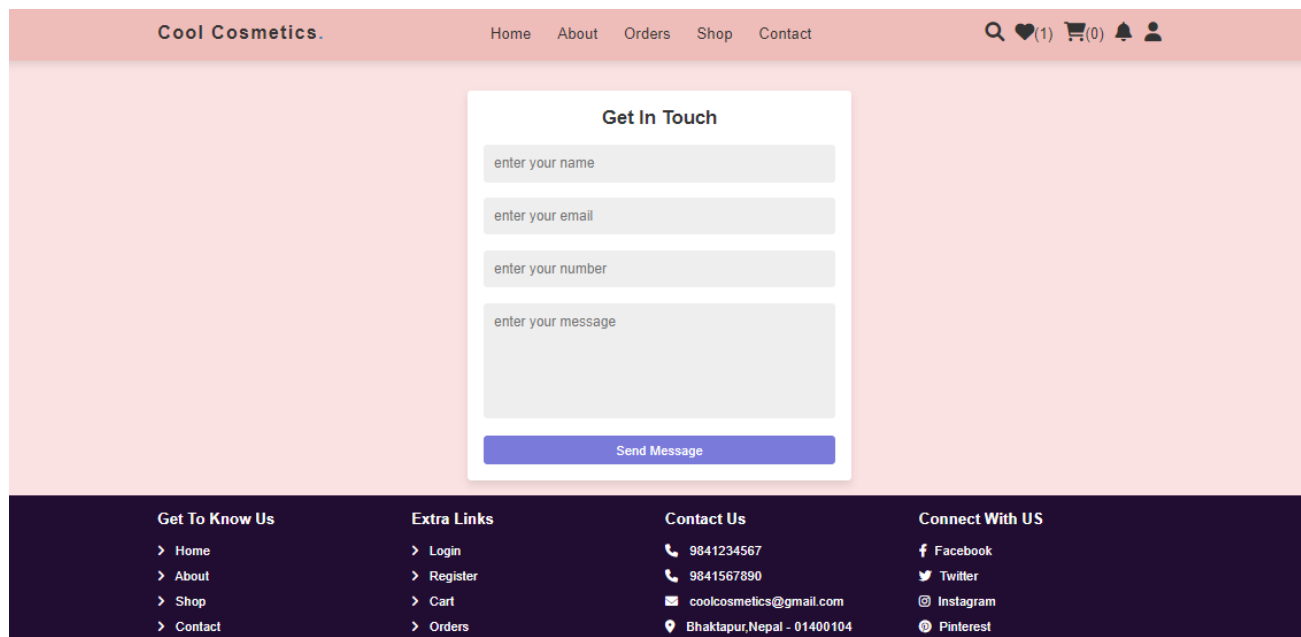 Cool Cosmetics.
Home About Orders Shop Contact
(1) (0)
Get In Touch
enter your name
enter your email
enter your number
enter your message
Send Message
Get To Know Us
Home
About
Shop
Contact
Extra Links
Login
Register
Cart
Orders
Contact Us
9841234567
9841567890
coolcosmetics@gmail.com
Bhaktapur,Nepal - 01400104
Connect With US
Facebook
Twitter
Instagram
Pinterest